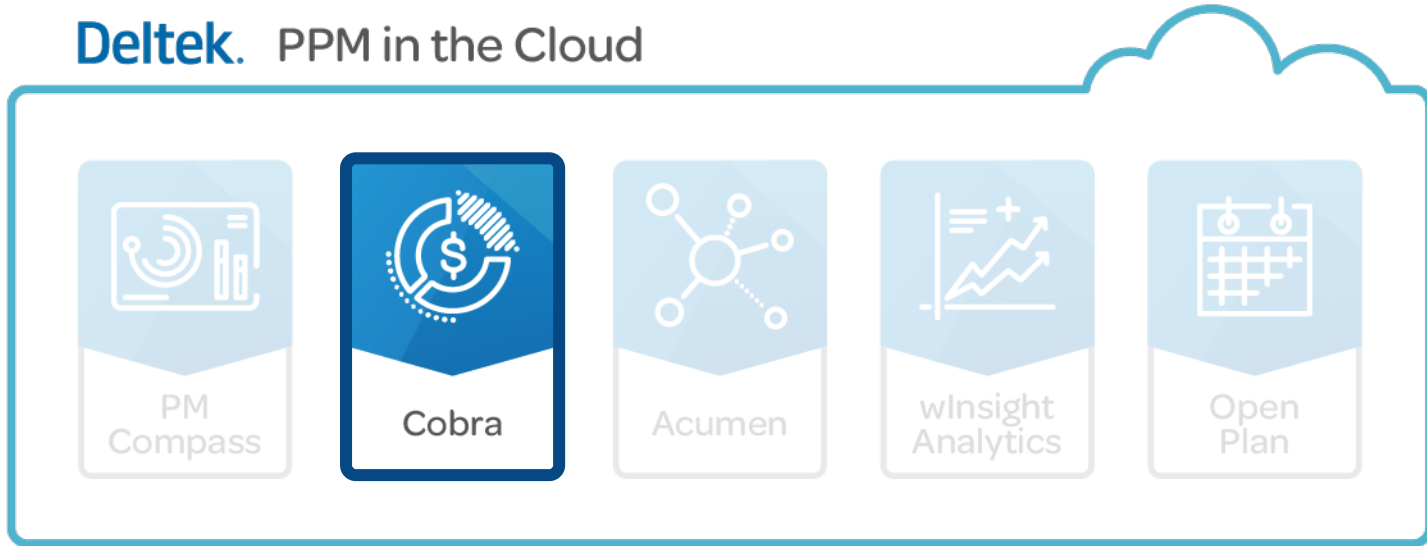 Deltek. PPM in the Cloud
$
PM
Compass
Cobra
Acumen
wInsight
Analytics
Open
Plan